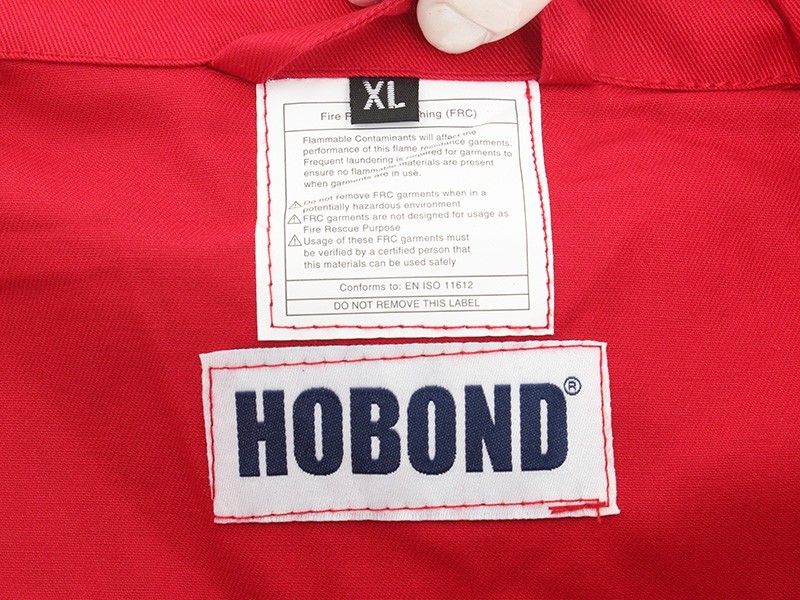 XL
Fire hing (FRC)
Flammable Contaminants will affect the
performance of this flame resistance garments.
Frequent laundering is required for garments to
ensure no flammable materials are present
when garments are in use.
Do not remove FRC garments when in a
potentially hazardous environment
FRC garments are not designed for usage as
Fire Rescue Purpose
Usage of these FRC garments must
be verified by a certified person that
this materials can be used safely
Conforms to: EN ISO 11612
DO NOT REMOVE THIS LABEL
HOBOND®